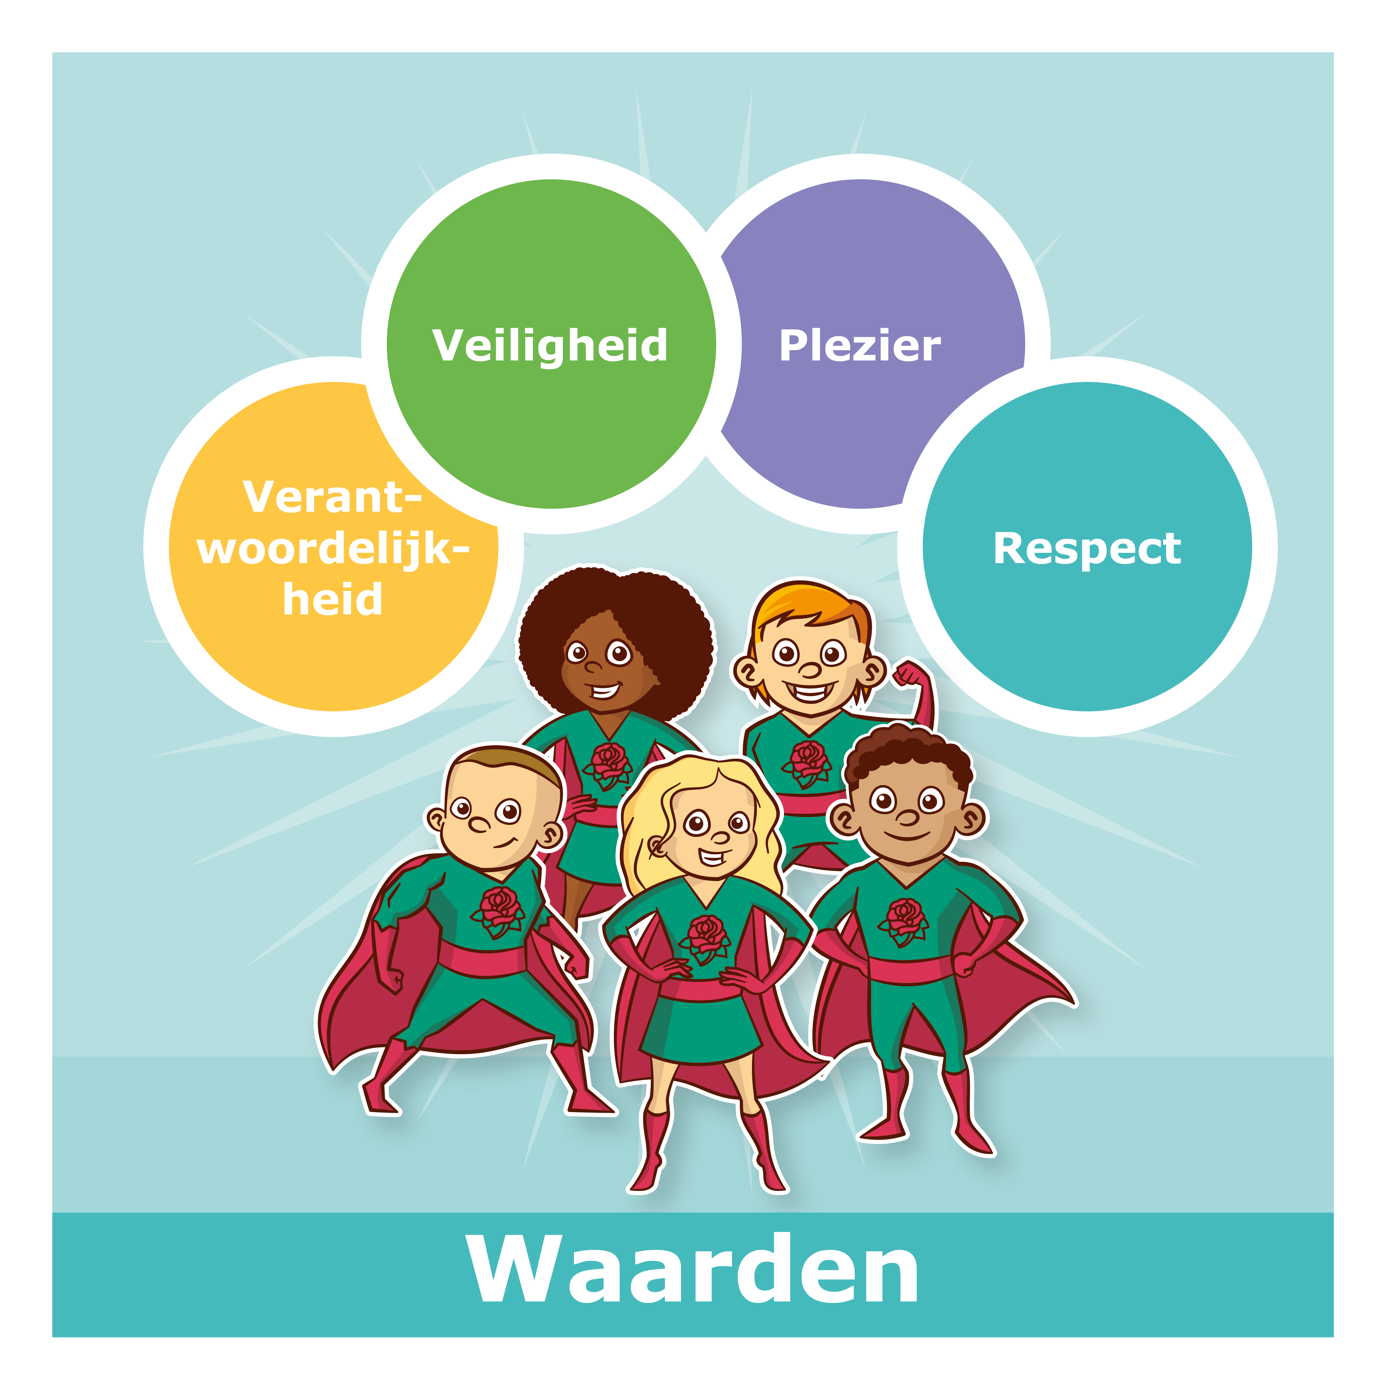 Veiligheid
Plezier
Verant-
woordelijk-
heid
Respect
Waarden